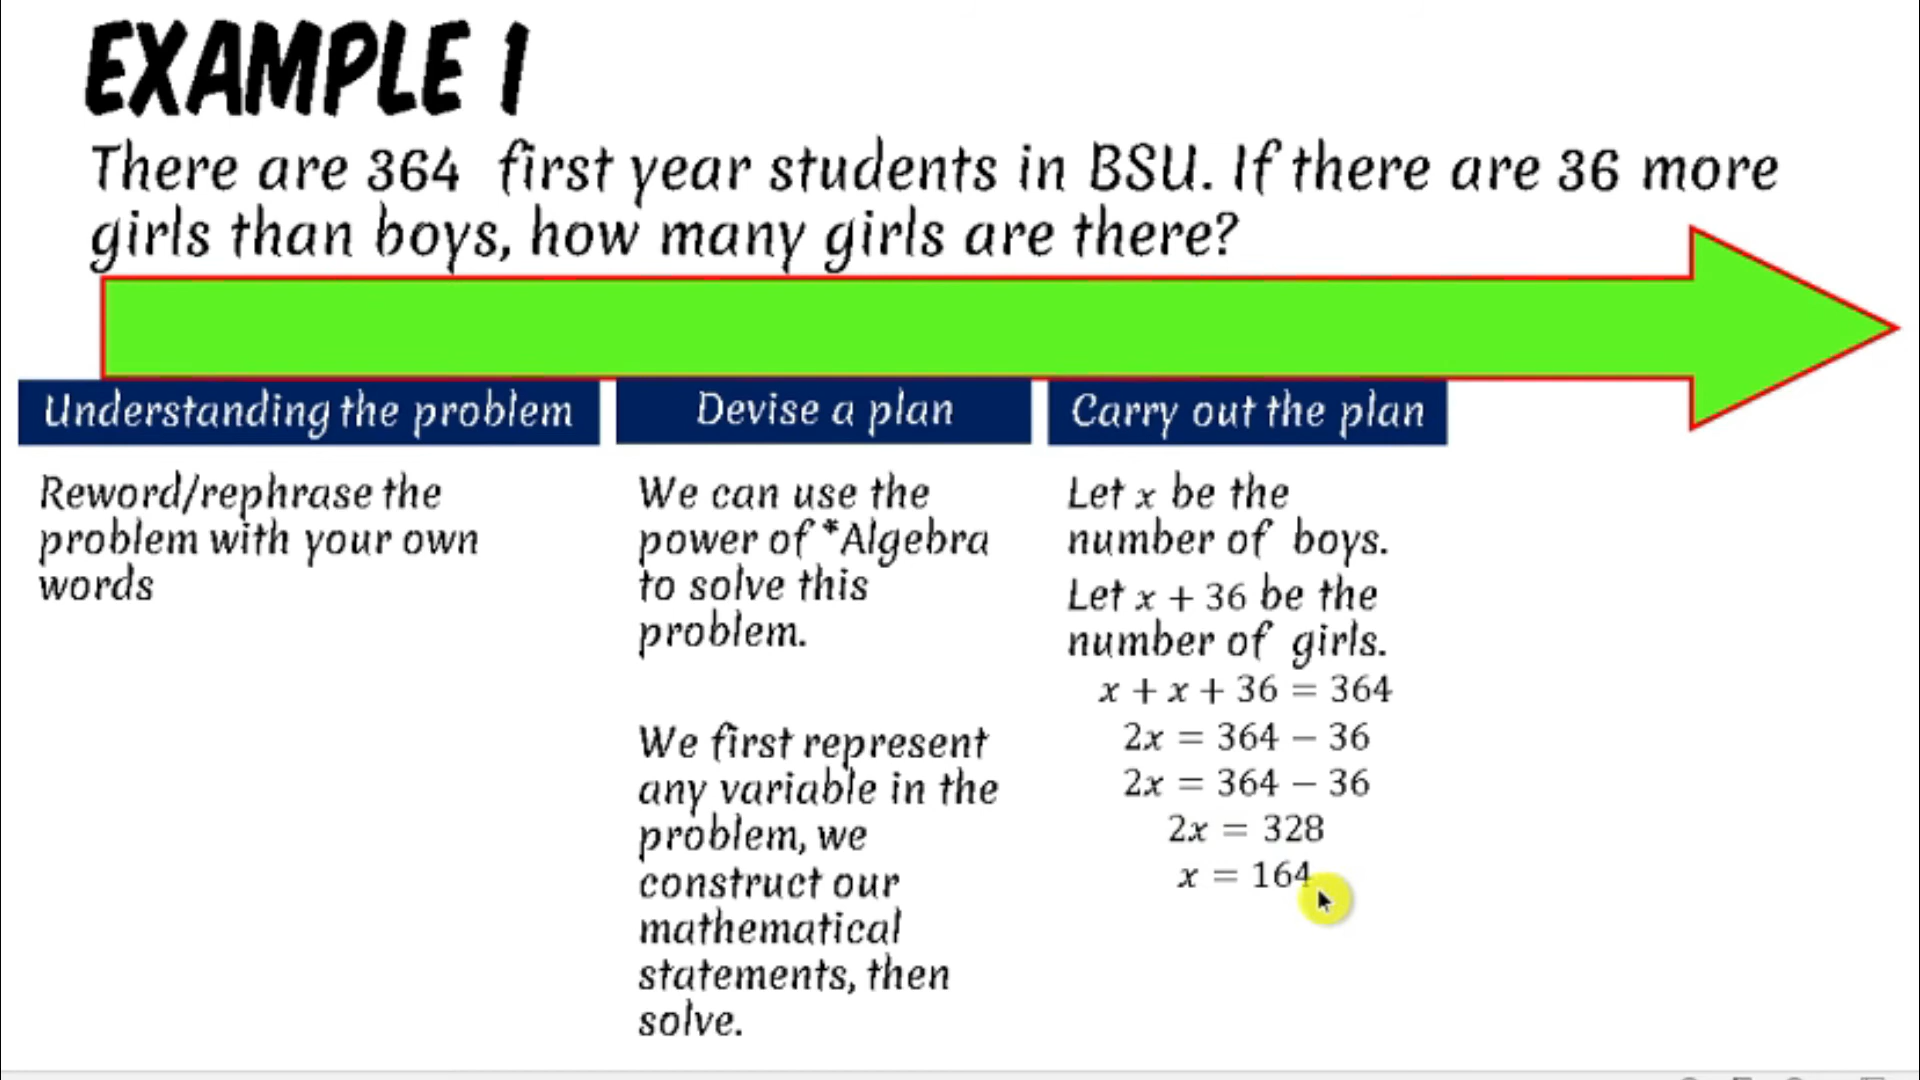 EXAMPLE 1
There are 364 first year students in BSU. If there are 36 more
girls than boys, how many girls are there?
Understanding the problem
Reword/rephrase the
problem with your own
words
Devise a plan
We can use the
power of *Algebra
to solve this
problem.
We first represent
any variable in the
problem, we
construct our
mathematical
statements, then
solve.
Carry out the plan
Let x be the
number of boys.
Let x + 36 be the
number of girls.
x + x + 36 = 364
2x = 364 − 36
2x = 364 − 36
2x = 328
x = 164